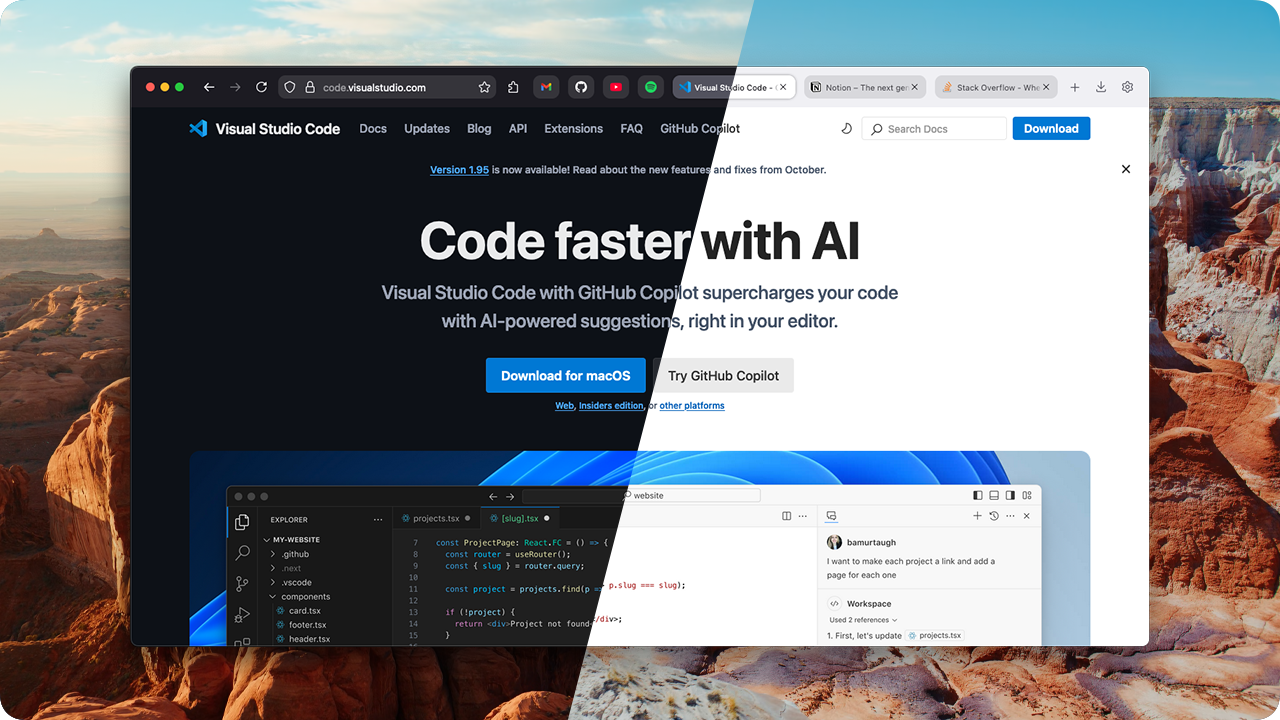 code.visualstudio.com
Visual Studio Code - 
Notion – The next gen
Stack Overflow - Whe
Visual Studio Code
Docs
Updates
Blog
API
Extensions
FAQ
GitHub Copilot
Search Docs
Download
Version 1.95 is now available! Read about the new features and fixes from October.
Code faster with AI
Visual Studio Code with GitHub Copilot supercharges your code
with AI-powered suggestions, right in your editor.
Download for macOS
Try GitHub Copilot
Web, Insiders edition, or other platforms
website
EXPLORER
MY-WEBSITE
.github
.next
.vscode
components
card.tsx
footer.tsx
header.tsx
projects.tsx
[slug].tsx
7 const ProjectPage: React.FC = () => {
8 const router = useRouter();
9 const { slug } = router.query;
10
11 const project = projects.find(p => p.slug === slug);
12
13 if (!project) {
14 return <div>Project not found</div>;
15 }
bamurtaugh
I want to make each project a link and add a
page for each one
Workspace
Used 2 references
1. First, let's update projects.tsx